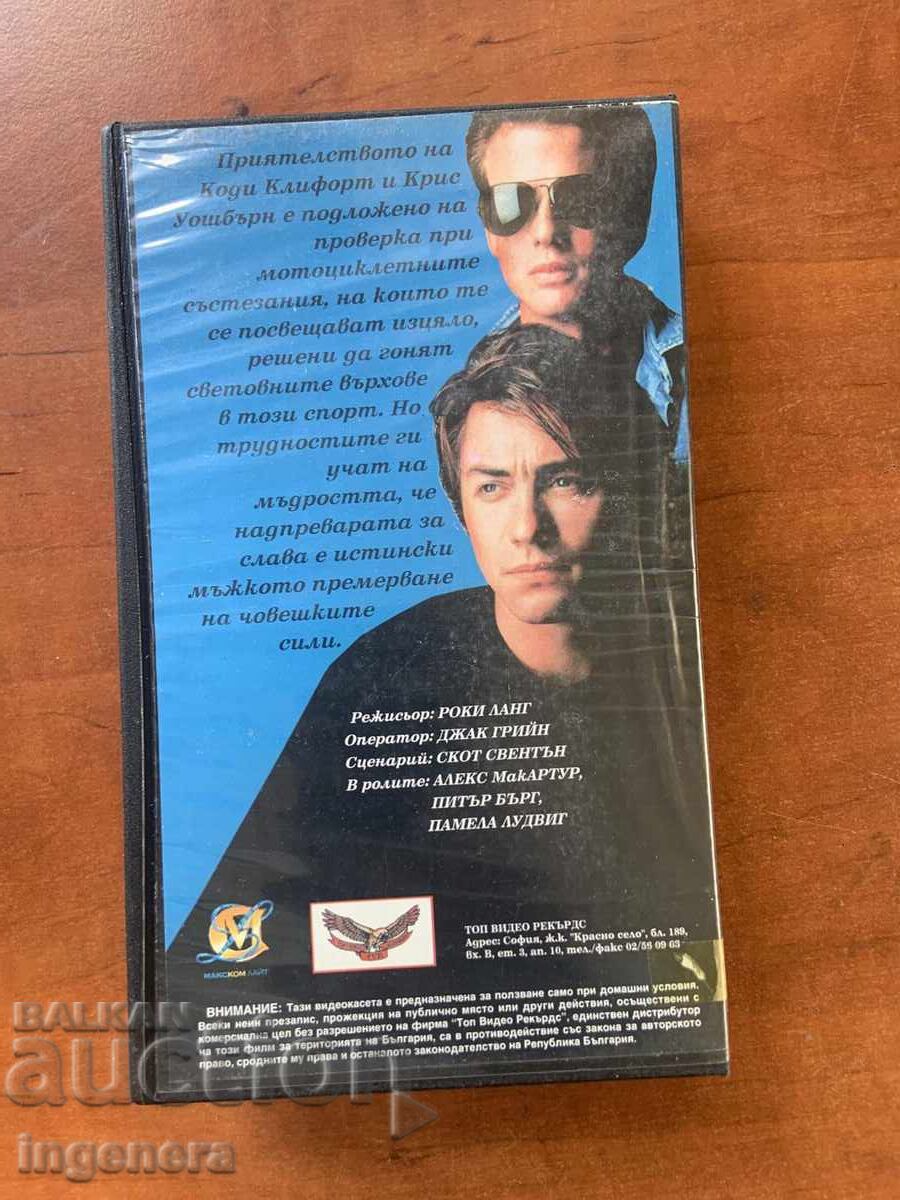 Приятелството на
Коди Клифорт и Крис
Уошбърн е подложено на
проверка при
мотоциклетните
състезания, на които те
се посвещават изцяло,
решени да гонят
световните върхове
в този спорт. Но
трудностите ги
учат на
мъдростта, че
надпреварата за
слава е истински
мъжкото премерване
на човешките
сили.
Режисьор: РОКИ ЛАНГ
Оператор: ДЖАК ГРИЙН
Сценарий: СКОТ СВЕНТЪН
В ролите: АЛЕКС МакАРТУР,
ПИТЪР БЪРГ,
ПАМЕЛА ЛУДВИГ
МАКСКОМ ЛАЙТ
ТОП ВИДЕО РЕКЪРДС
Адрес: София, ж.к. "Красно село", бл. 189,
вх. В, ет. 3, ап. 10, тел./факс 02/56 09 63
ВНИМАНИЕ: Тази видеокасета е предназначена за ползване само при домашни условия.
Всеки неин презапис, прожекция на публично място или други действия, осъществени с
комерсиална цел без разрешението на фирма "Топ Видео Рекърдс", единствен дистрибутор
на този филм за територията на България, са в противодействие със закона за авторското
право, сродните му права и останалото законодателство на Република България.
BALKAN
auction
ingenera